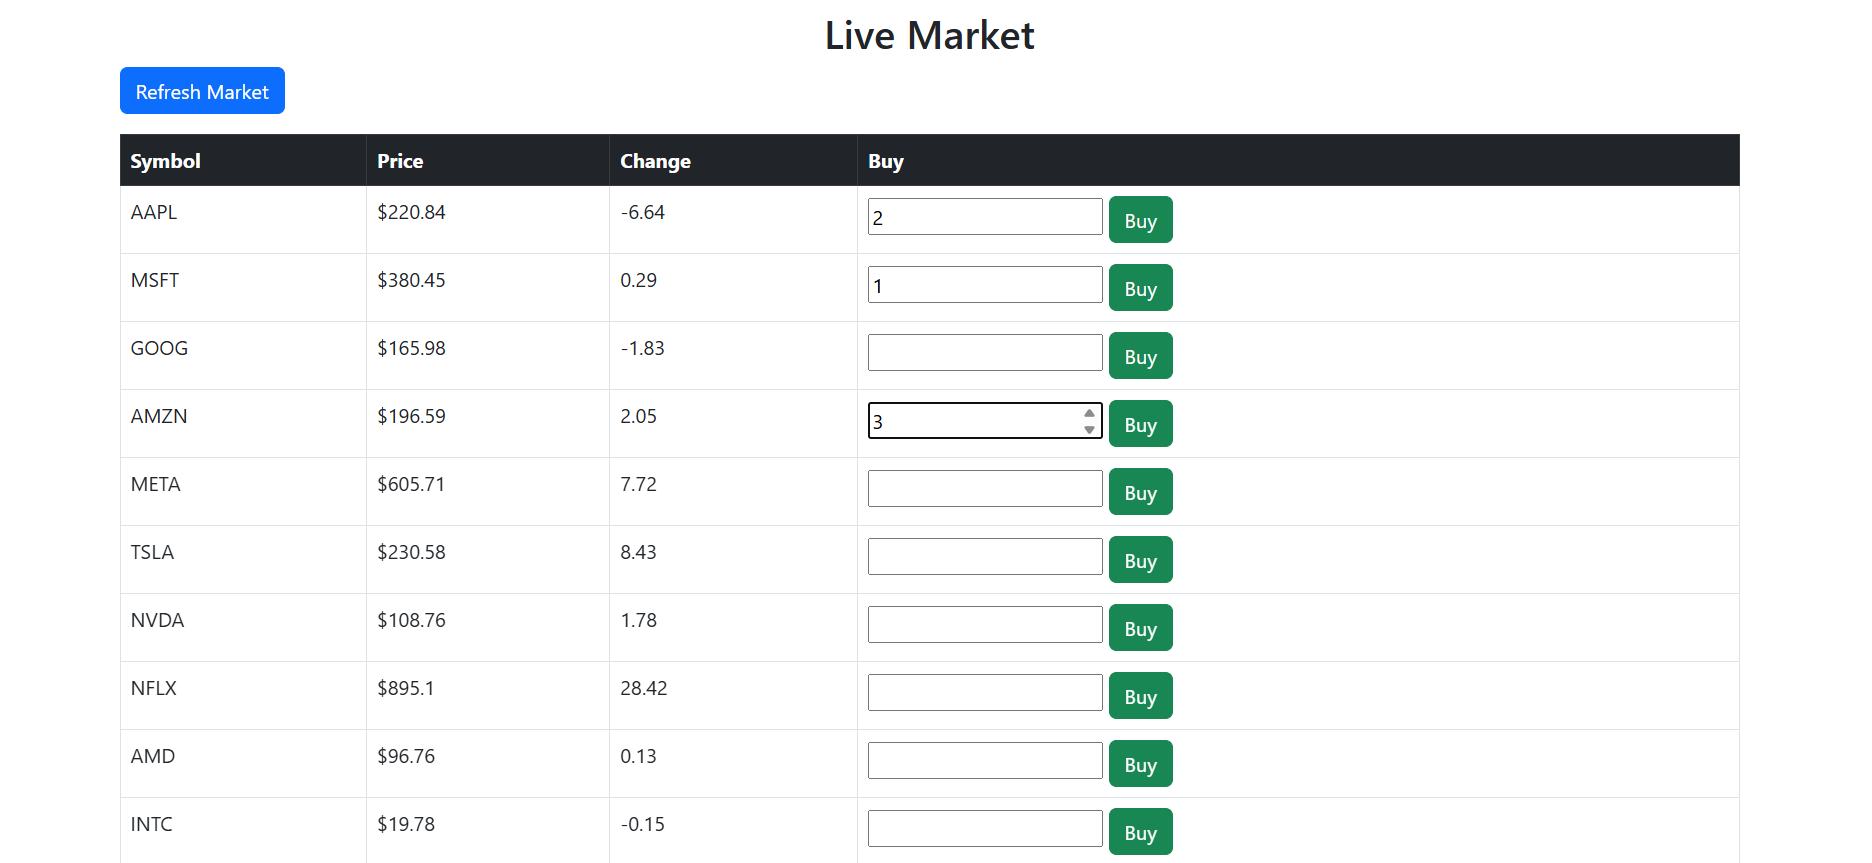 Live Market
Refresh Market
Symbol Price Change Buy
AAPL $220.84 -6.64 2 Buy
MSFT $380.45 0.29 1 Buy
GOOG $165.98 -1.83 Buy
AMZN $196.59 2.05 3 Buy
META $605.71 7.72 Buy
TSLA $230.58 8.43 Buy
NVDA $108.76 1.78 Buy
NFLX $895.1 28.42 Buy
AMD $96.76 0.13 Buy
INTC $19.78 -0.15 Buy